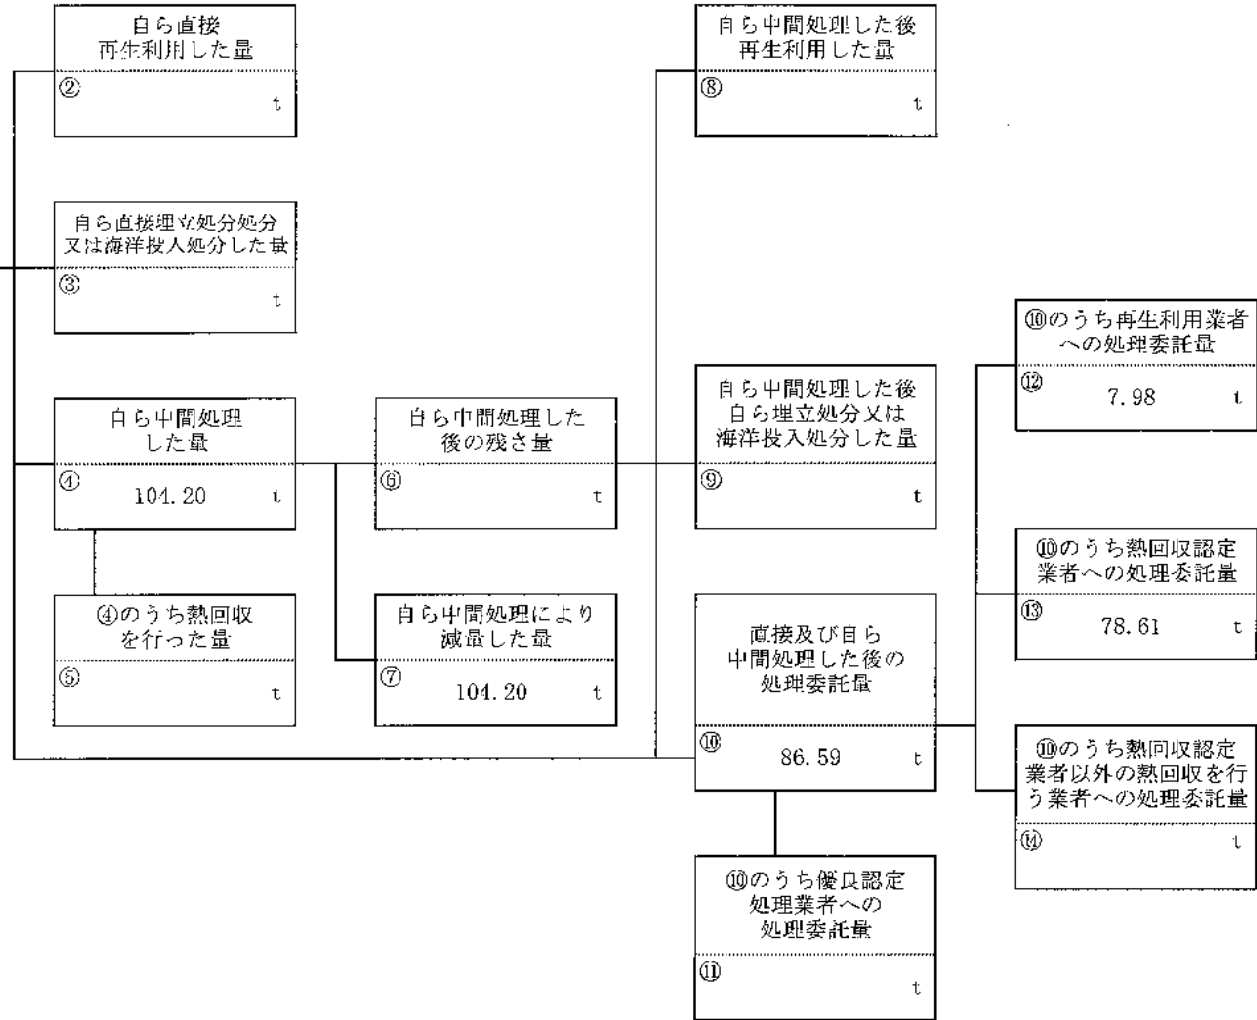 自ら直接
再生利用した量
②
t
自ら中間処理した後
再生利用した量
⑧
t
自ら直接埋立処分処分
又は海洋投入処分した量
③
t
⑩のうち再生利用業者
への処理委託量
⑫
7.98 t
自ら中間処理
した量
④
104.20 t
自ら中間処理した
後の残さ量
⑥
t
自ら中間処理した後
自ら埋立処分又は
海洋投入処分した量
⑨
t
⑩のうち熱回収認定
業者への処理委託量
⑬
78.61 t
④のうち熱回収
を行った量
⑤
t
自ら中間処理により
減量した量
⑦
104.20 t
直接及び自ら
中間処理した後の
処理委託量
⑩
86.59 t
⑩のうち熱回収認定
業者以外の熱回収を行
う業者への処理委託量
⑭
t
⑩のうち優良認定
処理業者への
処理委託量
⑪
t